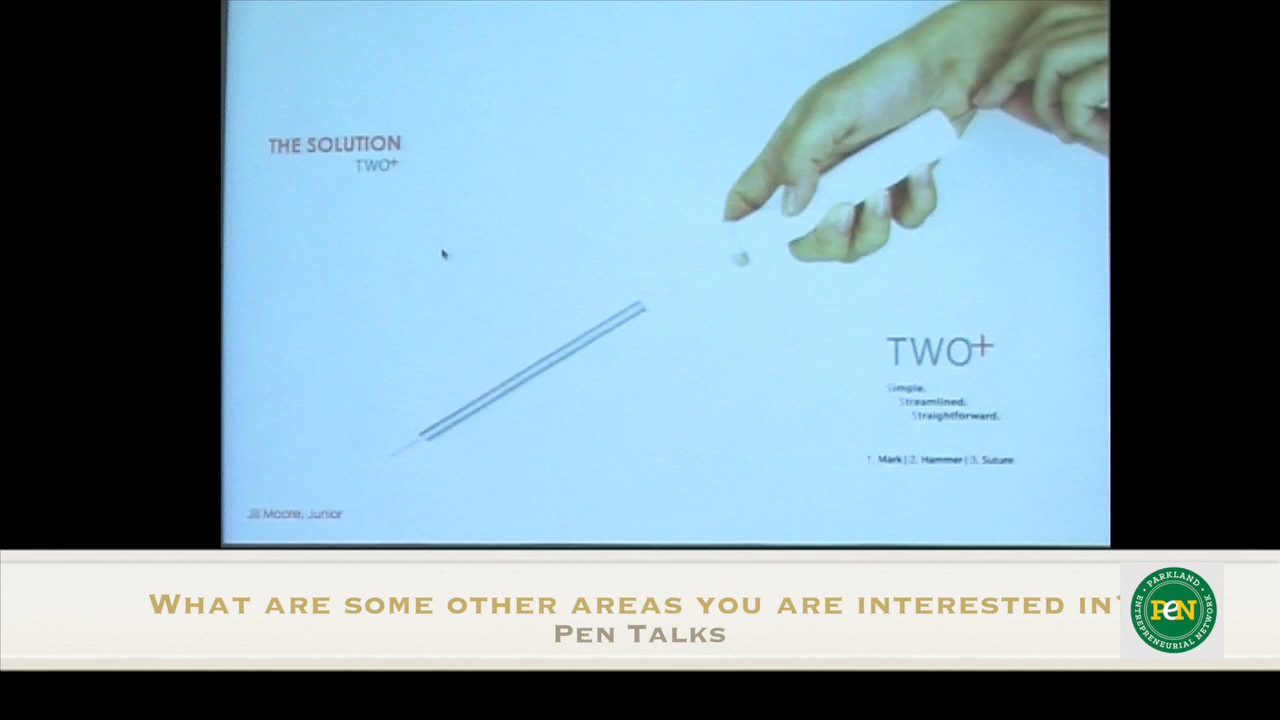 THE SOLUTION
TWO+
TWO+
Simple.
Streamlined.
Straightforward.
1. Mark | 2. Hammer | 3. Suture
Jill Moore, Junior
WHAT ARE SOME OTHER AREAS YOU ARE INTERESTED IN?
PEN TALKS
PARKLAND
PeN
ENTREPRENEURIAL NETWORK